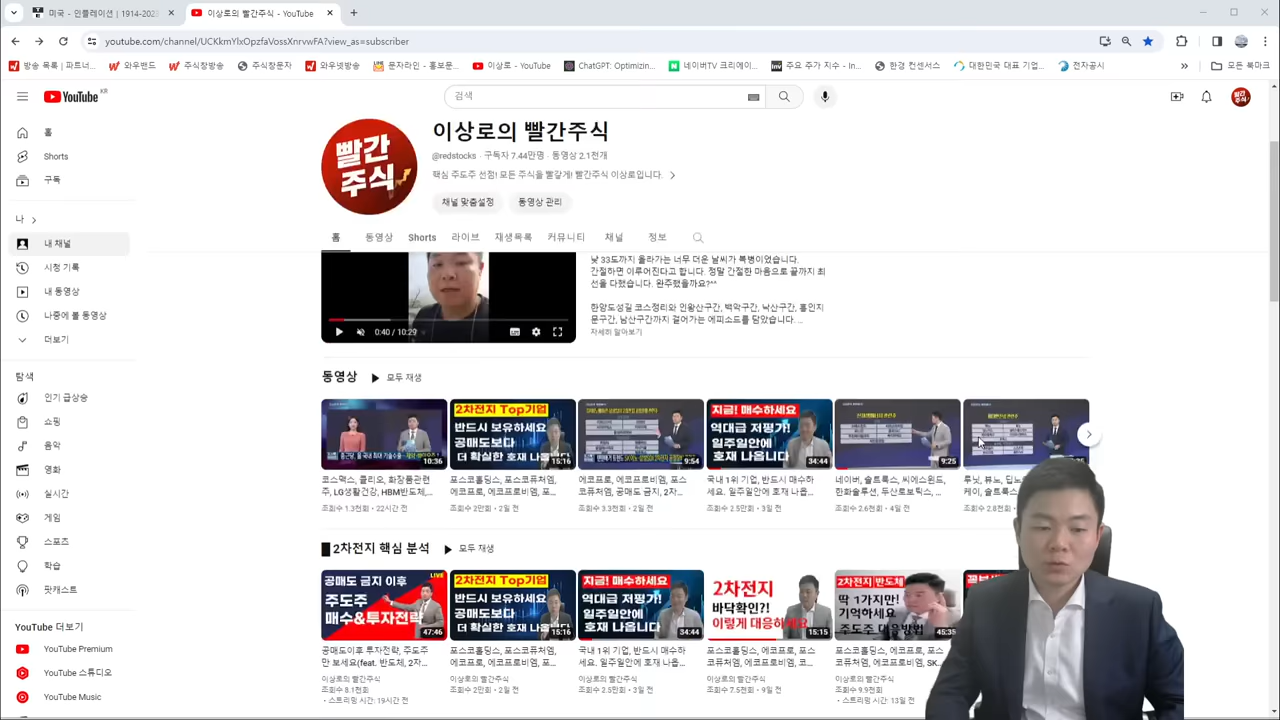 미국 - 인플레이션 | 1914-202
이상로의 빨간주식 - YouTube
youtube.com/channel/UCKkmYlxOpzfaVossXnrvwFA?view_as=subscriber
방송 목록 | 파트너...
와우밴드
주식창방송
주식창문자
와우넷방송
문자라인 - 홍보용...
이상로 - YouTube
ChatGPT: Optimizing...
네이버TV 크리에이...
주요 주가 지수 - In...
한경 컨센서스
대한민국 대표 기업...
전자공시
모든 북마크
YouTube KR
검색
홈
Shorts
구독
나
내 채널
시청 기록
내 동영상
나중에 볼 동영상
더보기
탐색
인기 급상승
쇼핑
음악
영화
실시간
게임
스포츠
학습
팟캐스트
YouTube 더보기
YouTube Premium
YouTube 스튜디오
YouTube Music
빨간
주식
이상로의 빨간주식
@redstocks · 구독자 7.44만명 · 동영상 2.1천개
핵심 주도주 선점! 모든 주식을 빨갛게! 빨간주식 이상로입니다.
채널 맞춤설정
동영상 관리
홈 동영상 Shorts 라이브 재생목록 커뮤니티 채널 정보
0:40 / 10:29
낮 33도까지 올라가는 너무 더운 날씨가 복병이었습니다.
간절하면 이루어진다고 합니다. 정말 간절한 마음으로 끝까지 최
선을 다했습니다. 완주했을까요?^^
한양도성길 코스정리와 인왕산구간, 백악구간, 낙산구간, 흥인지
문구간, 남산구간까지 걸어가는 에피소드를 담았습니다. ...
자세히 알아보기
동영상
모두 재생
10:36
2차전지 Top기업
반드시 보유하세요
공매도보다
더 확실한 호재 나옵니
15:16
9:54
지금! 매수하세요
역대급 저평가!
일주일안에
호재 나옵니다
34:44
9:25
코스맥스, 클리오, 화장품관련
주, LG생활건강, HBM반도체,...
조회수 1.3천회 · 22시간 전
포스코홀딩스, 포스코퓨처엠,
에코프로, 에코프로비엠, 포...
조회수 2만회 · 2일 전
에코프로, 에코프로비엠, 포스
코퓨처엠, 공매도 금지, 2차...
조회수 3.3천회 · 2일 전
국내 1위 기업, 반드시 매수하
세요. 일주일안에 호재 나옵...
조회수 2.5만회 · 3일 전
네이버, 솔트룩스, 씨에스윈드,
한화솔루션, 두산로보틱스, ...
조회수 2.6천회 · 4일 전
루닛, 뷰노, 딥노
케이, 솔트룩스
조회수 2.8천회
2차전지 핵심 분석
모두 재생
공매도 금지 이후
주도주
매수&투자전략
LIVE
47:46
2차전지 Top기업
반드시 보유하세요
공매도보다
더 확실한 호재 나옵니
15:16
지금! 매수하세요
역대급 저평가!
일주일안에
호재 나옵니다
34:44
2차전지
바닥확인?!
이렇게 대응하세요
15:15
2차전지 반도체
딱 1가지만!
기억하세요
주도주 대응방법
45:35
공매도이후 투자전략, 주도주
만 보세요(feat. 반도체, 2차...
이상로의 빨간주식
조회수 8.1천회
· 스트리밍 시간: 19시간 전
포스코홀딩스, 포스코퓨처엠,
에코프로, 에코프로비엠, 포...
이상로의 빨간주식
조회수 2만회 · 2일 전
국내 1위 기업, 반드시 매수하
세요. 일주일안에 호재 나옵...
이상로의 빨간주식
조회수 2.5만회 · 3일 전
포스코홀딩스, 에코프로, 포스
코퓨처엠, 에코프로비엠, 코...
이상로의 빨간주식
조회수 7.5천회 · 9일 전
포스코홀딩스, 에코프로, 포스
코퓨처엠, 에코프로비엠, SK...
이상로의 빨간주식
조회수 9.9천회
· 스트리밍 시간: 13일 전